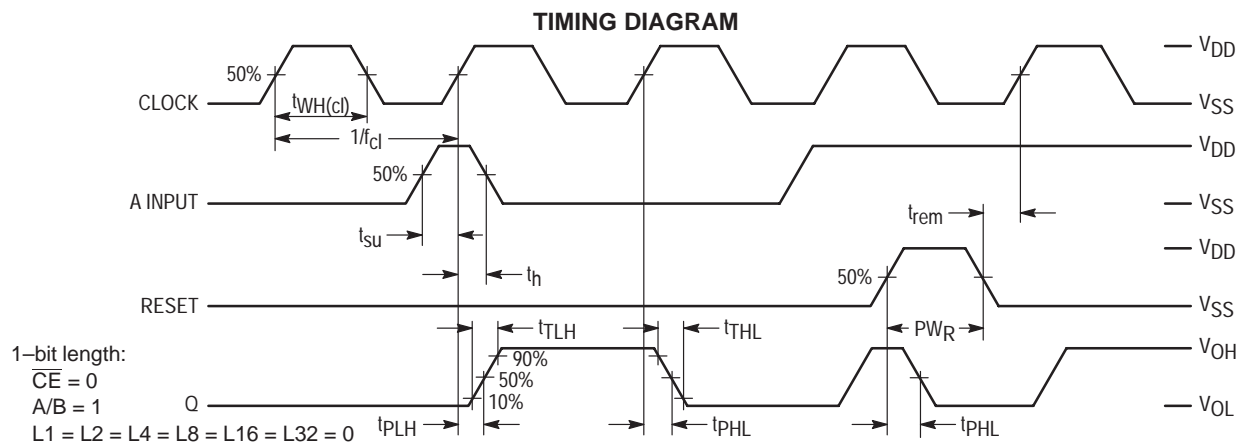 TIMING DIAGRAM
VDD
50%
CLOCK
tWH(cl)
VSS
1/fcl
VDD
50%
A INPUT
VSS
trem
tsu
VDD
th
50%
RESET
VSS
tTLH
tTHL
PWR
1–bit length:
VOH
90%
CE = 0
50%
A/B = 1
Q
10%
VOL
L1 = L2 = L4 = L8 = L16 = L32 = 0
tPLH
tPHL
tPHL